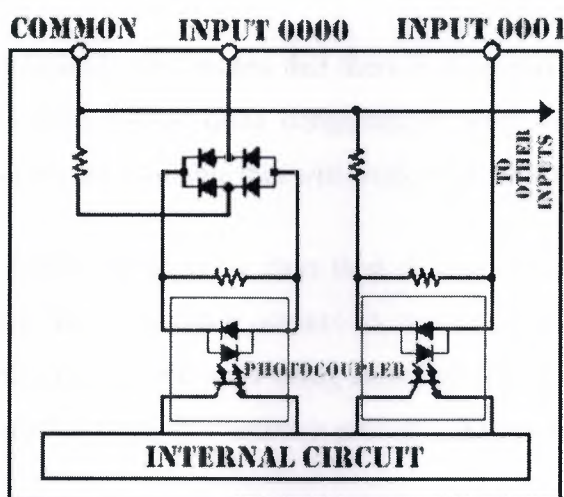 COMMON
INPUT 0000
INPUT 0001
TO
OTHER
INPUTS
PHOTOCOUPLER
INTERNAL CIRCUIT